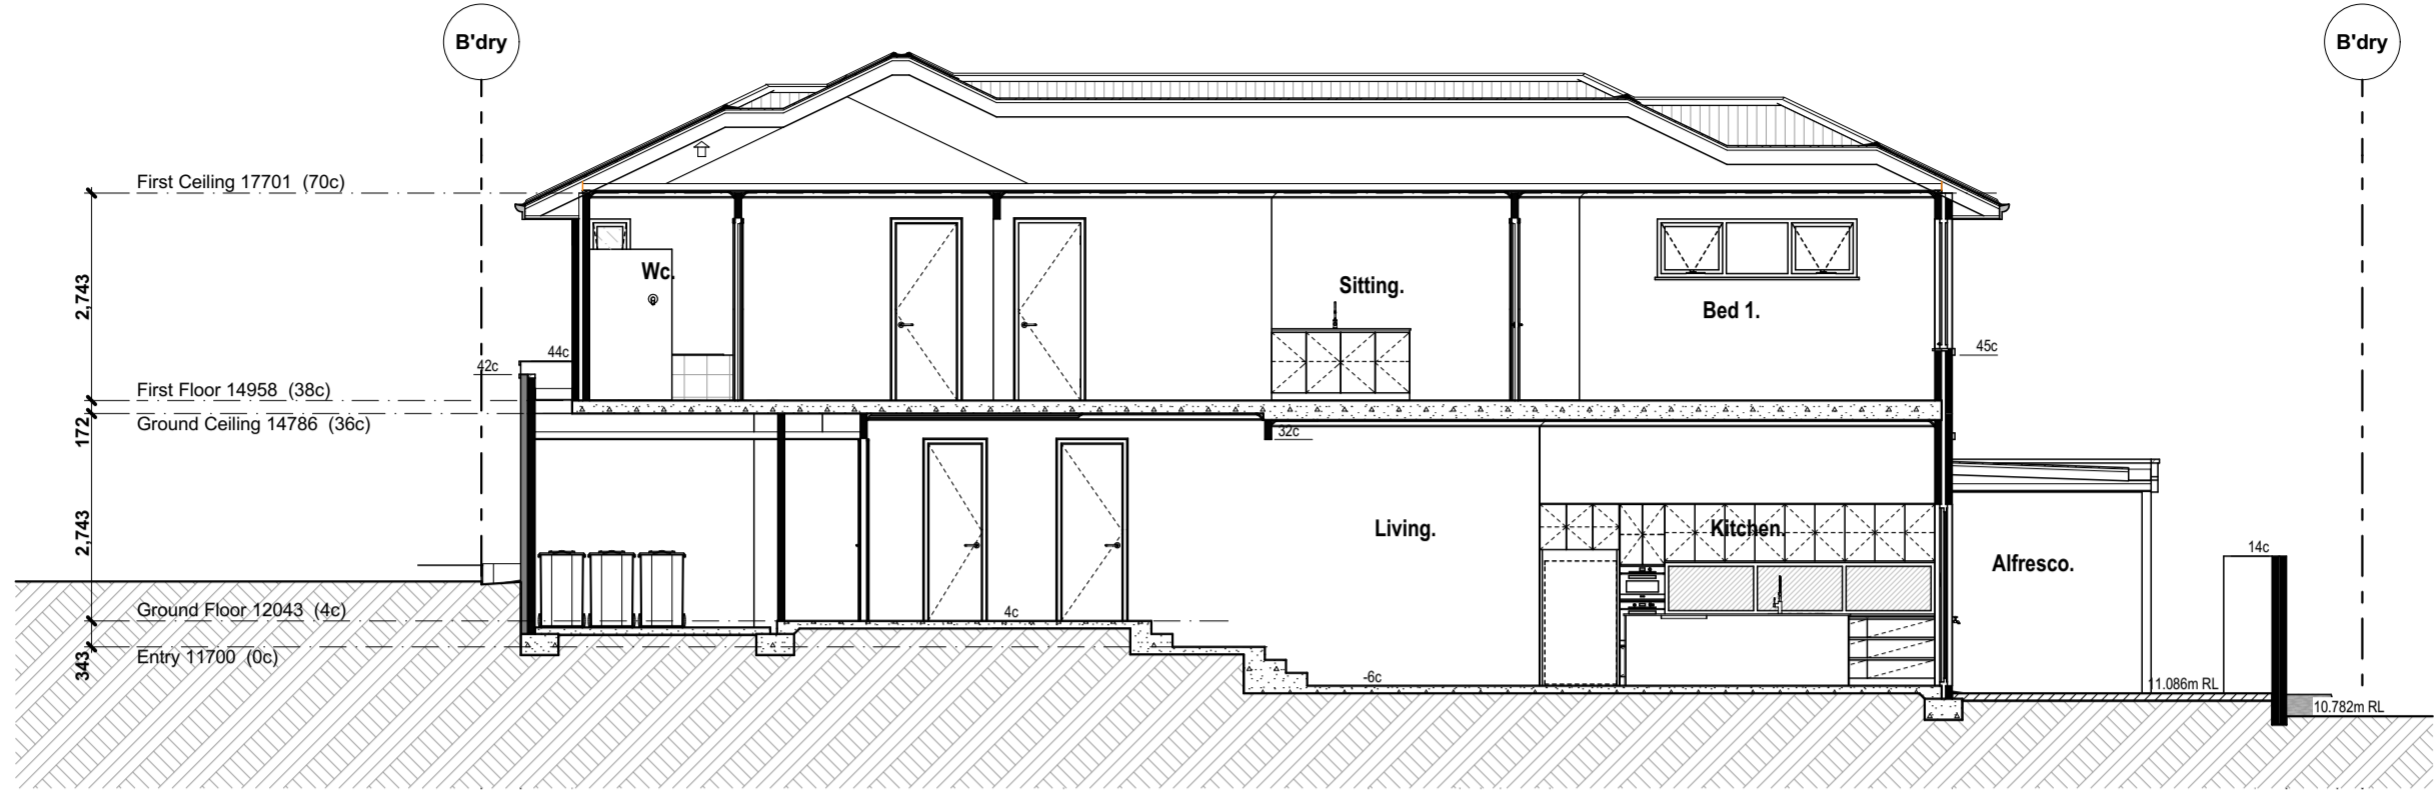 B'dry
B'dry
First Ceiling 17701 (70c)
2,743
Wc.
Sitting.
Bed 1.
44c
45c
42c
First Floor 14958 (38c)
172
Ground Ceiling 14786 (36c)
32c
2,743
Living.
Kitchen.
14c
Alfresco.
Ground Floor 12043 (4c)
4c
343
Entry 11700 (0c)
-6c
11.086m RL
10.782m RL